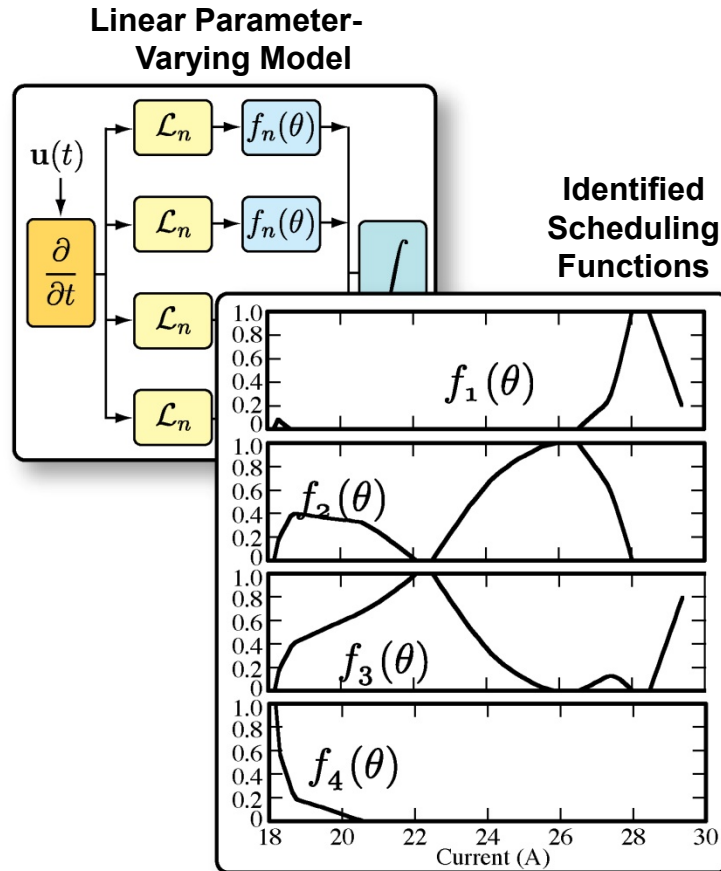 Linear Parameter-
Varying Model
u(t)
∂
∂t
ℒn
fn(θ)
ℒn
fn(θ)
ℒn
ℒn
∫
Identified
Scheduling
Functions
1.0
0.8
0.6
0.4
0.2
0
f1(θ)
1.0
0.8
0.6
0.4
0.2
0
f2(θ)
1.0
0.8
0.6
0.4
0.2
0
f3(θ)
1.0
0.8
0.6
0.4
0.2
0
f4(θ)
18 20 22 24 26 28 30
Current (A)